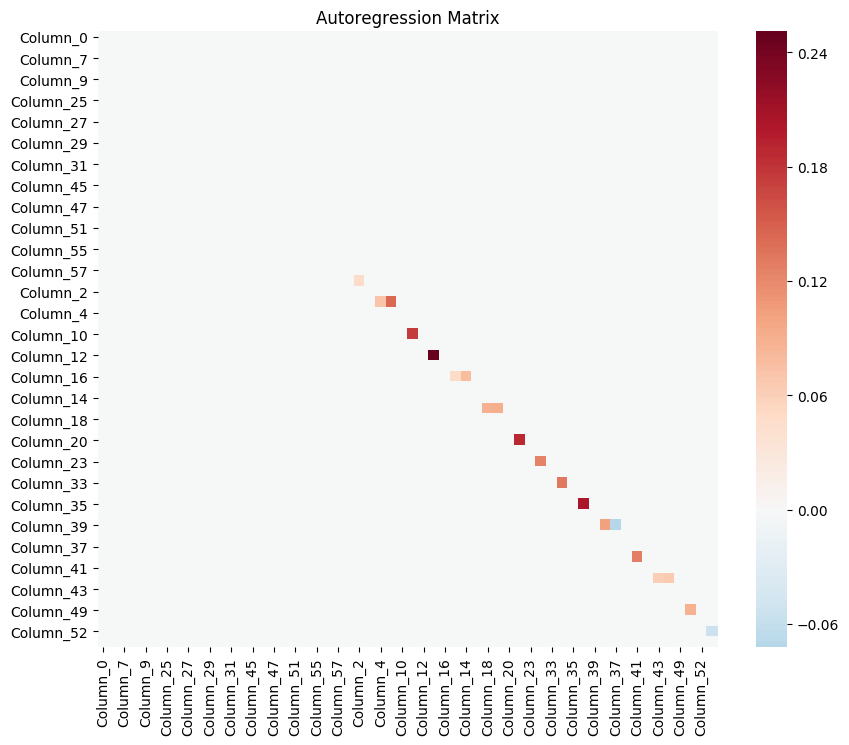 Autoregression Matrix
Column_0
Column_7
Column_9
Column_25
Column_27
Column_29
Column_31
Column_45
Column_47
Column_51
Column_55
Column_57
Column_2
Column_4
Column_10
Column_12
Column_16
Column_14
Column_18
Column_20
Column_23
Column_33
Column_35
Column_39
Column_37
Column_41
Column_43
Column_49
Column_52
Column_0
Column_7
Column_9
Column_25
Column_27
Column_29
Column_31
Column_45
Column_47
Column_51
Column_55
Column_57
Column_2
Column_4
Column_10
Column_12
Column_16
Column_14
Column_18
Column_20
Column_23
Column_33
Column_35
Column_39
Column_37
Column_41
Column_43
Column_49
Column_52
0.24
0.18
0.12
0.06
0.00
−0.06